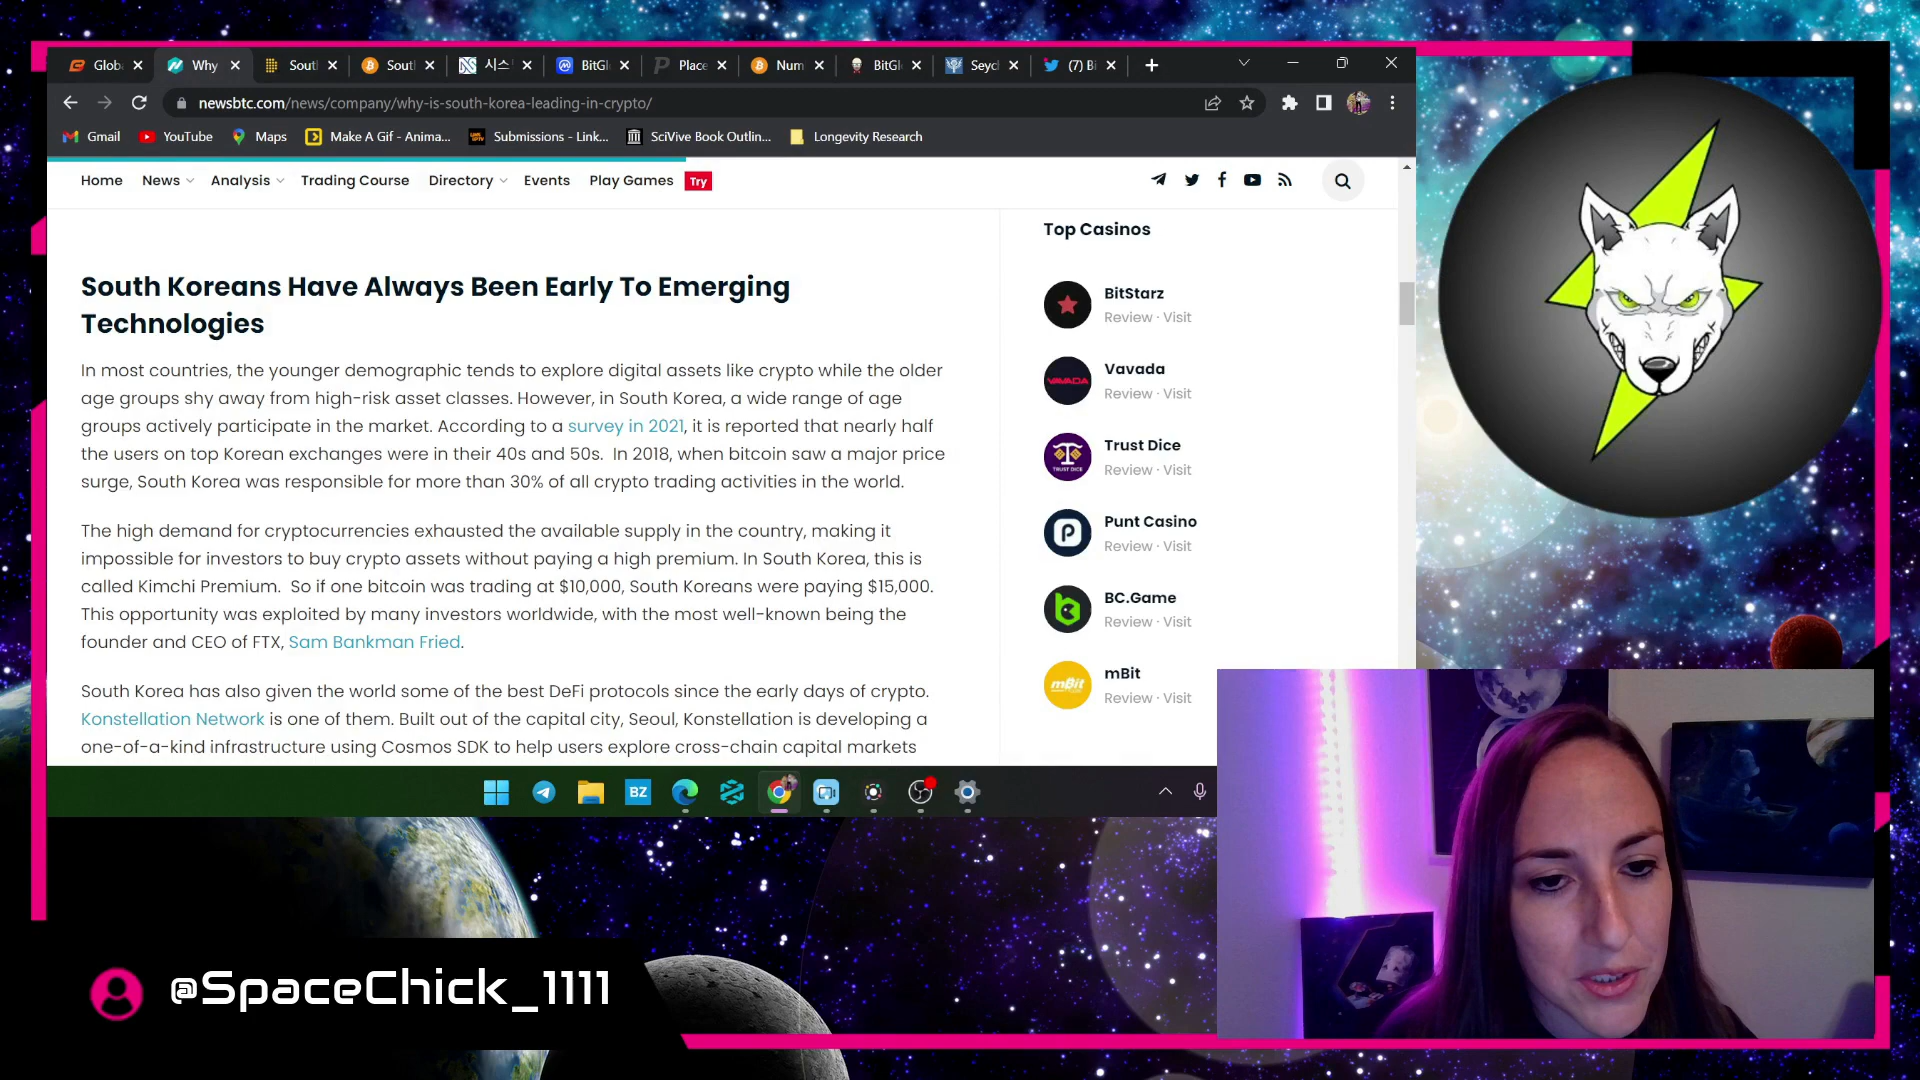 Glob
Why
Sout
Sout
시스
BitGl
Place
Num
BitGl
Seyc
(7) Bi
newsbtc.com/news/company/why-is-south-korea-leading-in-crypto/
Gmail
YouTube
Maps
Make A Gif - Anima...
Submissions - Link...
SciVive Book Outlin...
Longevity Research
Home
News
Analysis
Trading Course
Directory
Events
Play Games
Try
South Koreans Have Always Been Early To Emerging
Technologies
In most countries, the younger demographic tends to explore digital assets like crypto while the older
age groups shy away from high-risk asset classes. However, in South Korea, a wide range of age
groups actively participate in the market. According to a survey in 2021, it is reported that nearly half
the users on top Korean exchanges were in their 40s and 50s. In 2018, when bitcoin saw a major price
surge, South Korea was responsible for more than 30% of all crypto trading activities in the world.
The high demand for cryptocurrencies exhausted the available supply in the country, making it
impossible for investors to buy crypto assets without paying a high premium. In South Korea, this is
called Kimchi Premium. So if one bitcoin was trading at $10,000, South Koreans were paying $15,000.
This opportunity was exploited by many investors worldwide, with the most well-known being the
founder and CEO of FTX, Sam Bankman Fried.
South Korea has also given the world some of the best DeFi protocols since the early days of crypto.
Konstellation Network is one of them. Built out of the capital city, Seoul, Konstellation is developing a
one-of-a-kind infrastructure using Cosmos SDK to help users explore cross-chain capital markets
Top Casinos
BitStarz
Review · Visit
VAVADA
Vavada
Review · Visit
TRUST DICE
Trust Dice
Review · Visit
Punt Casino
Review · Visit
BC.Game
Review · Visit
mBit
mBit
Review · Visit
BZ
@SpaceChick_1111